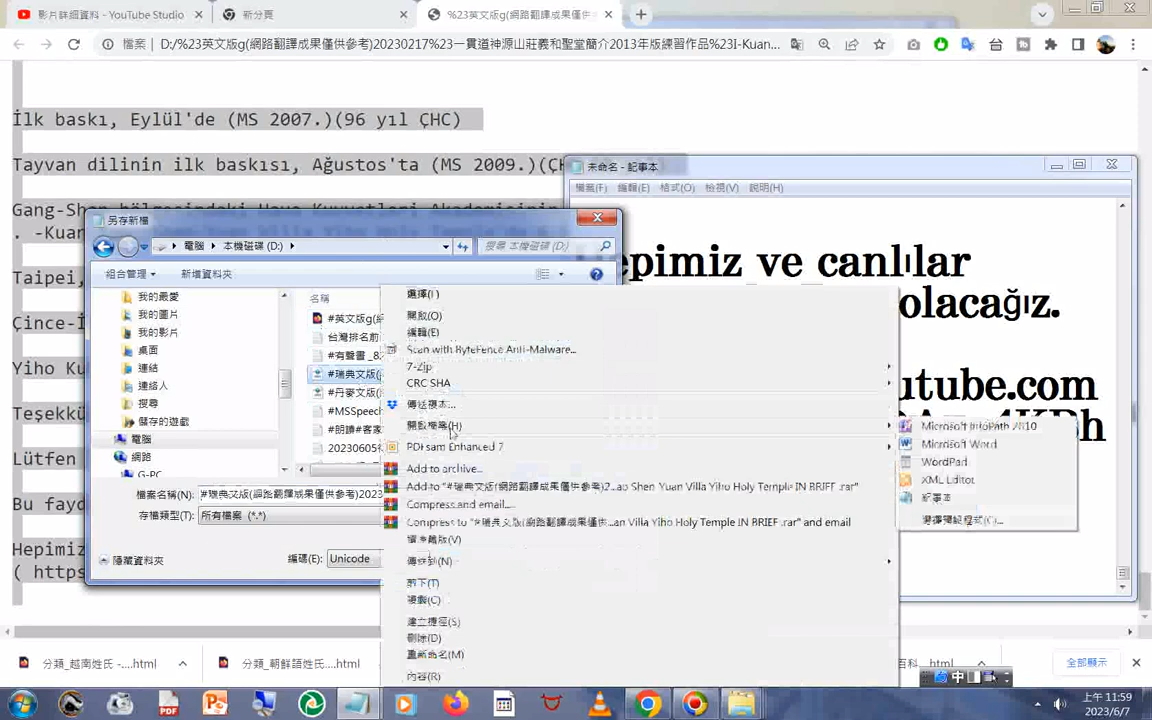 影片詳細資料 - YouTube Studio
新分頁
%23英文版g(網路翻譯成果僅供
檔案
D:/%23英文版g(網路翻譯成果僅供參考)20230217%23一貫道神源山莊義和聖堂簡介2013年版練習作品%23I-Kuan...
İlk baskı, Eylül'de (MS 2007.)(96 yıl ÇHC)
Tayvan dilinin ilk baskısı, Ağustos'ta (MS 2009.)(Ç
Gang-Shan
. -Kuan
Taipei,
Çince-İ
Yiho Ku
Teşekkü
Lütfen
Bu fayd
Hepimiz
( https
未命名 - 記事本
檔案(F) 編輯(E) 格式(O) 檢視(V) 說明(H)
epimiz ve canlılar
olacağız.
utube.com
另存新檔
電腦
本機磁碟 (D:)
搜尋 本機磁碟 (D:)
組合管理
新增資料夾
我的最愛
我的圖片
我的影片
桌面
連結
連絡人
搜尋
儲存的遊戲
電腦
網路
G-PC
名稱
#英文版g(網
台灣排名前
#有聲書_8
#瑞典文版(
#丹麥文版(
#MSSpeech
#朗讀#客家
20230605
檔案名稱(N):
#瑞典文版(網路翻譯成果僅供參考)2023
存檔類型(T):
所有檔案 (*.*)
隱藏資料夾
編碼(E):
Unicode
選擇(L)
開啟(O)
編輯(E)
Scan with ByteFence Anti-Malware...
7-Zip
CRC SHA
傳送複本...
開啟檔案(H)
PDFsam Enhanced 7
Add to archive...
Add to "#瑞典文版(網路翻譯成果僅供參考)2...ao Shen Yuan Villa Yiho Holy Temple IN BRIEF .rar"
Compress and email...
Compress to "#瑞典文版(網路翻譯成果僅供...an Villa Yiho Holy Temple IN BRIEF .rar" and email
還原舊版(V)
傳送到(N)
剪下(T)
複製(C)
建立捷徑(S)
刪除(D)
重新命名(M)
內容(R)
Microsoft InfoPath 2010
Microsoft Word
WordPad
XML Editor
記事本
選擇預設程式(C)...
分類_越南姓氏 -....html
分類_朝鮮語姓氏....html
百科...html
全部顯示
中
上午 11:59
2023/6/7